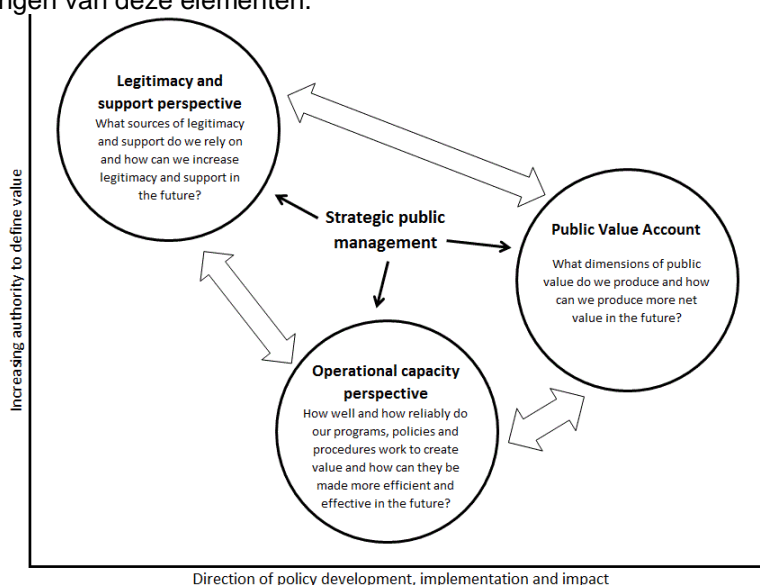 ngen van deze elementen.
Legitimacy and
support perspective
What sources of legitimacy
and support do we rely on
and how can we increase
legitimacy and support in
the future?
Strategic public
management
Public Value Account
What dimensions of public
value do we produce and how
can we produce more net
value in the future?
Operational capacity
perspective
How well and how reliably do
our programs, policies and
procedures work to create
value and how can they be
made more efficient and
effective in the future?
Increasing authority to define value
Direction of policy development, implementation and impact